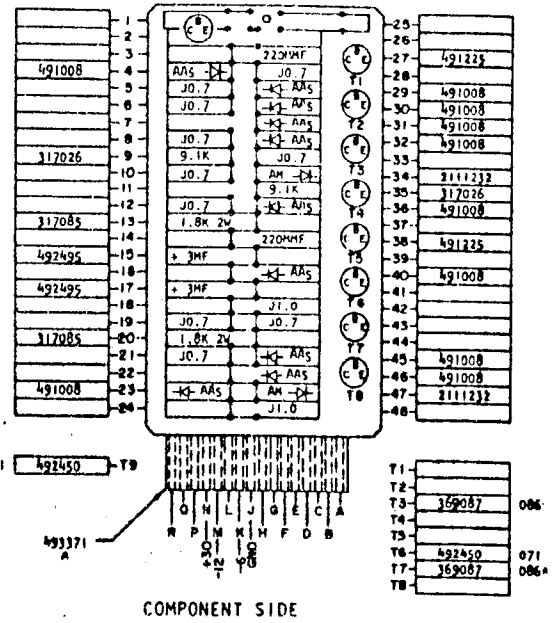 1
2
3
491008 4
5
6
7
8
317026 9
10
11
12
317085 13
14
492495 15
16
492495 17
18
19
317085 20
21
22
491008 23
24
C B E
220MMF
AAS J0.7
J0.7 AAS
J0.7 AAS
AAS
J0.7 AAS
9.1K J0.7
J0.7 AM
9.1K
J0.7 AAS
1.8K 2W
220MMF
+ 3MF
AAS
+ 3MF
J1.0
J0.7 J0.7
1.8K 2W
J0.7 AAS
AAS
AAS AM
J1.0
C B E
T1
C B E
T2
C B E
T3
C B E
T4
C B E
T5
C B E
T6
C B E
T7
C B E
T8
25
26
27 491225
28
29 491008
30 491008
31 491008
32 491008
33
34 2111232
35 317026
36 491008
37
38 491225
39
40 491008
41
42
43
44
45 491008
46 491008
47 2111232
48
492450 T9
493371
A
R Q P N M L K J H G F E D C B A
+30
-12
-6
GND
T1
T2
T3 369087 086
T4
T5
T6 492450 071
T7 369087 086A
T8
COMPONENT SIDE